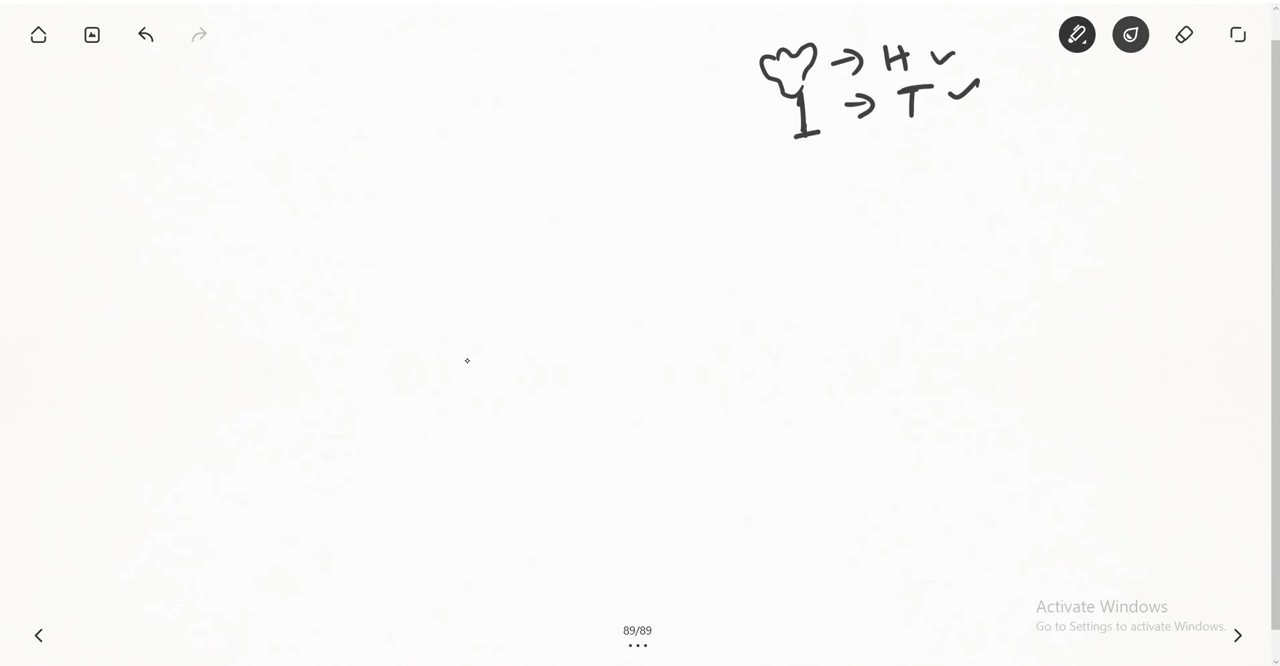 → H ✓
→ T ✓
Activate Windows
Go to Settings to activate Windows.
89/89